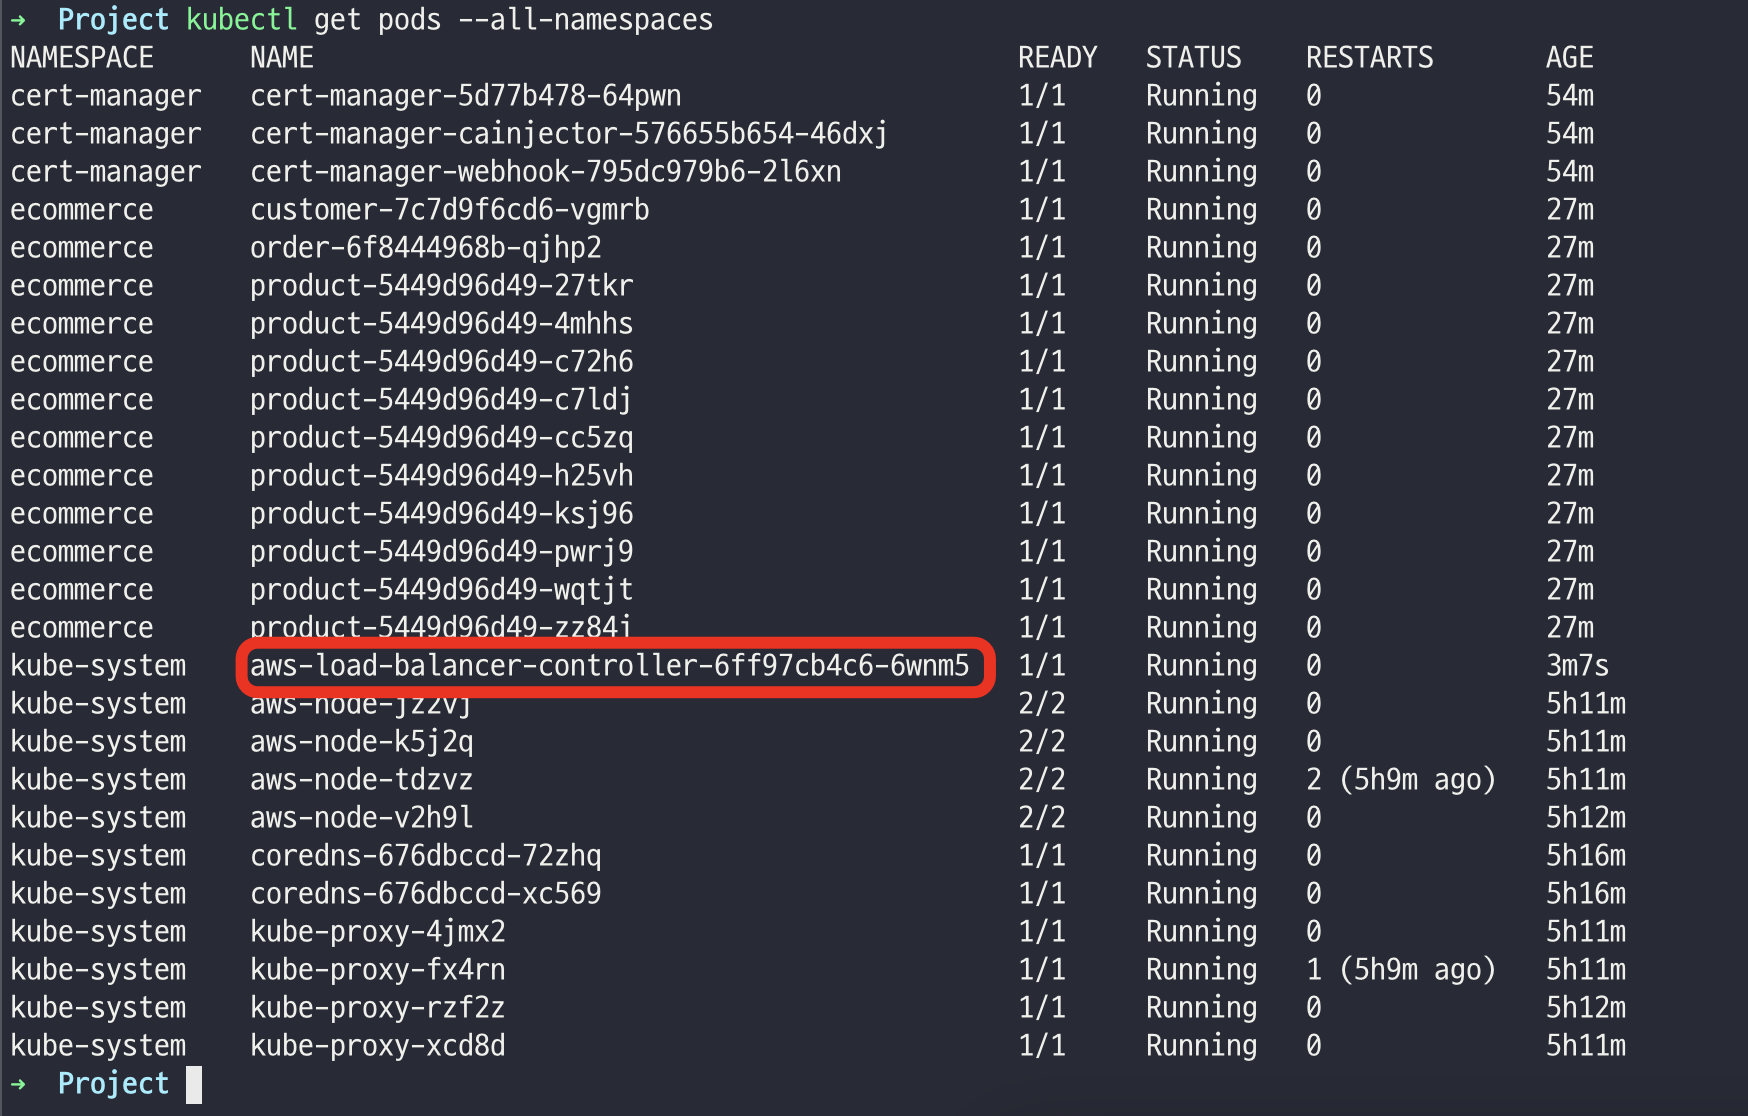 →  Project kubectl get pods --all-namespaces
NAMESPACE      NAME                                            READY   STATUS    RESTARTS       AGE
cert-manager   cert-manager-5d77b478-64pwn                     1/1     Running   0              54m
cert-manager   cert-manager-cainjector-576655b654-46dxj        1/1     Running   0              54m
cert-manager   cert-manager-webhook-795dc979b6-2l6xn           1/1     Running   0              54m
ecommerce      customer-7c7d9f6cd6-vgmrb                       1/1     Running   0              27m
ecommerce      order-6f8444968b-qjhp2                          1/1     Running   0              27m
ecommerce      product-5449d96d49-27tkr                        1/1     Running   0              27m
ecommerce      product-5449d96d49-4mhhs                        1/1     Running   0              27m
ecommerce      product-5449d96d49-c72h6                        1/1     Running   0              27m
ecommerce      product-5449d96d49-c7ldj                        1/1     Running   0              27m
ecommerce      product-5449d96d49-cc5zq                        1/1     Running   0              27m
ecommerce      product-5449d96d49-h25vh                        1/1     Running   0              27m
ecommerce      product-5449d96d49-ksj96                        1/1     Running   0              27m
ecommerce      product-5449d96d49-pwrj9                        1/1     Running   0              27m
ecommerce      product-5449d96d49-wqtjt                        1/1     Running   0              27m
ecommerce      product-5449d96d49-zz84j                        1/1     Running   0              27m
kube-system    aws-load-balancer-controller-6ff97cb4c6-6wnm5   1/1     Running   0              3m7s
kube-system    aws-node-jz2vj                                  2/2     Running   0              5h11m
kube-system    aws-node-k5j2q                                  2/2     Running   0              5h11m
kube-system    aws-node-tdzvz                                  2/2     Running   2 (5h9m ago)   5h11m
kube-system    aws-node-v2h9l                                  2/2     Running   0              5h12m
kube-system    coredns-676dbccd-72zhq                          1/1     Running   0              5h16m
kube-system    coredns-676dbccd-xc569                          1/1     Running   0              5h16m
kube-system    kube-proxy-4jmx2                                1/1     Running   0              5h11m
kube-system    kube-proxy-fx4rn                                1/1     Running   1 (5h9m ago)   5h11m
kube-system    kube-proxy-rzf2z                                1/1     Running   0              5h12m
kube-system    kube-proxy-xcd8d                                1/1     Running   0              5h11m
→  Project